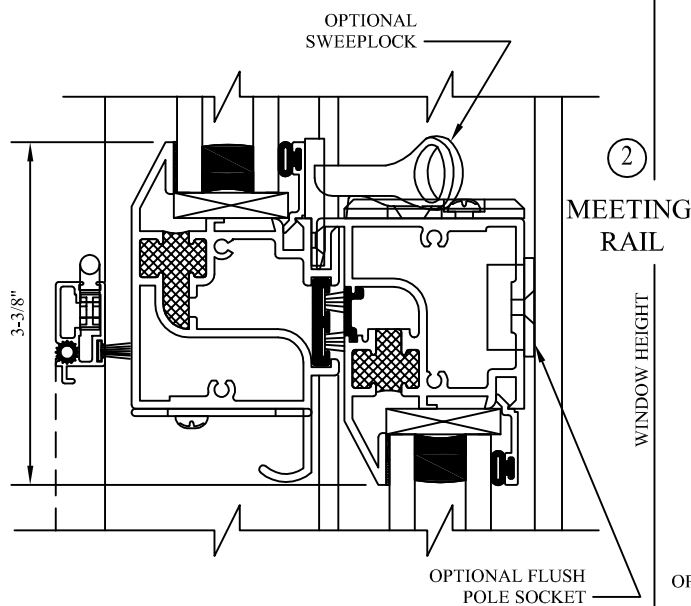 OPTIONAL
SWEEPLOCK
2
MEETING
RAIL
3-3/8"
WINDOW HEIGHT
OPTIONAL FLUSH
POLE SOCKET